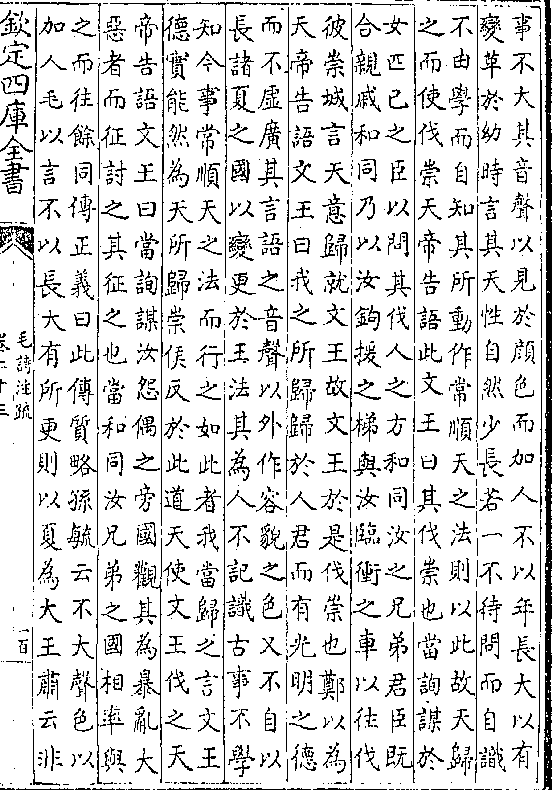 事不大其音聲以見於顔色而加人不以年長大以有
變革於幼時言其天性自然少長若一不待問而自識
不由學而自知其所動作常順天之法則以此故天歸
之而使伐崇天帝告語此文王曰其伐崇也當詢謀於
女匹已之臣以問其伐人之方和同汝之兄弟君臣既
合親戚和同乃以汝鉤援之梯與汝臨衝之車以往伐
彼崇城言天意歸就文王故文王於是伐崇也鄭以為
天帝告語文王曰我之所歸歸於人君而有光明之德
而不虛廣其言語之音聲以外作容貌之色又不自以
長諸夏之國以變更於王法其為人不記識古事不學
知今事常順天之法而行之如此者我當歸之言文王
德實能然為天所歸崇侯反於此道天使文王伐之天
帝告語文王曰當詢謀汝怨偶之旁國觀其為暴亂大
惡者而征討之其征之也當和同汝兄弟之國相率與
之而往餘同傳正義曰此傳質略孫毓云不大聲色以
加人毛以言不以長大有所更則以夏為大王肅云非
欽定四庫全書
毛詩注疏
卷二十三